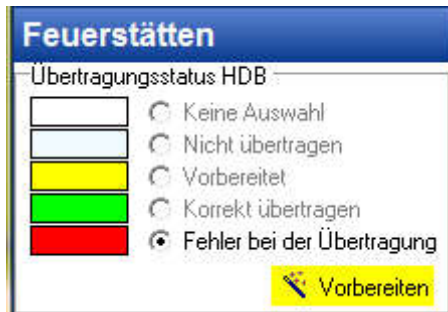 Feuerstätten
Übertragungsstatus HDB
Keine Auswahl
Nicht übertragen
Vorbereitet
Korrekt übertragen
Fehler bei der Übertragung
Vorbereiten